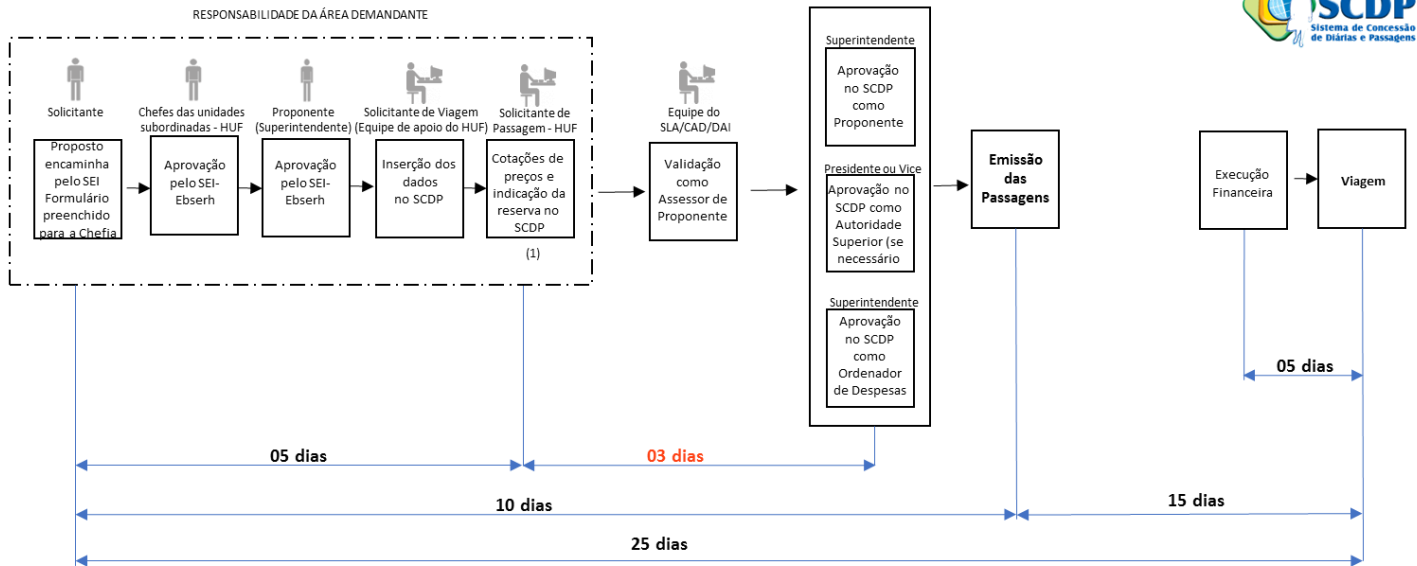 RESPONSABILIDADE DA ÁREA DEMANDANTE
SCDP
Sistema de Concessão
de Diárias e Passagens
Solicitante
Proposto
encaminha
pelo SEI
Formulário
preenchido
para a Chefia
Chefes das unidades
subordinadas - HUF
Aprovação
pelo SEI-
Ebserh
Proponente
(Superintendente)
Aprovação
pelo SEI-
Ebserh
Solicitante de Viagem
(Equipe de apoio do HUF)
Inserção dos
dados
no SCDP
Solicitante de
Passagem - HUF
Cotações de
preços e
indicação da
reserva no
SCDP
(1)
Equipe do
SLA/CAD/DAI
Validação
como
Assessor de
Proponente
Superintendente
Aprovação
no SCDP
como
Proponente
Presidente ou Vice
Aprovação no
SCDP como
Autoridade
Superior (se
necessário
Superintendente
Aprovação
no SCDP
como
Ordenador
de Despesas
Emissão
das
Passagens
Execução
Financeira
Viagem
05 dias
05 dias
03 dias
10 dias
15 dias
25 dias